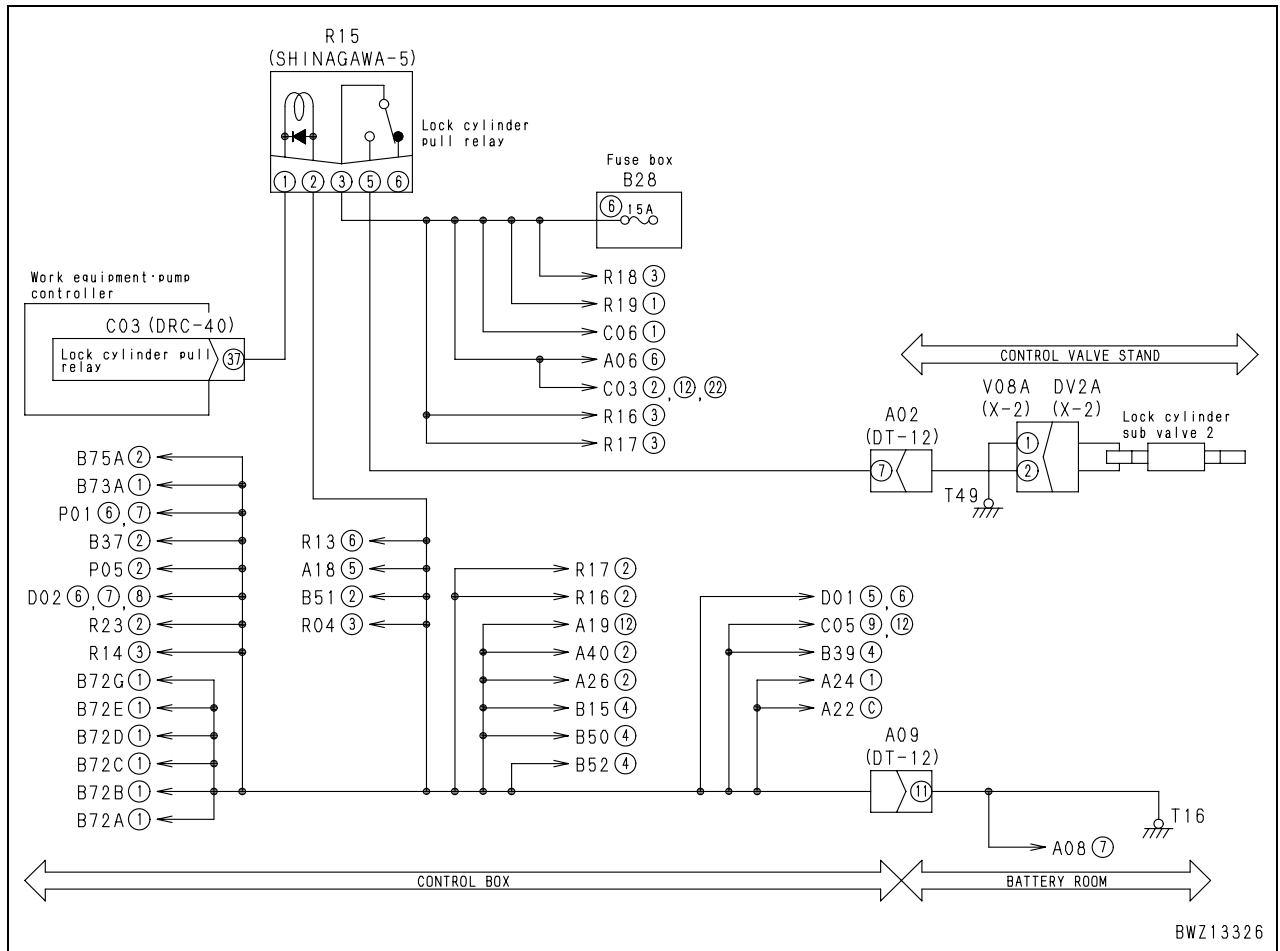 R15
(SHINAGAWA-5)
Lock cylinder
pull relay
1 2 3 5 6
Fuse box
B28
6 15A
Work equipment·pump
controller
C03 (DRC-40)
Lock cylinder pull
relay
37
R18 3
R19 1
C06 1
A06 6
C03 2, 12, 22
R16 3
R17 3
CONTROL VALVE STAND
V08A
(X-2)
DV2A
(X-2)
1
2
Lock cylinder
sub valve 2
A02
(DT-12)
7
T49
B75A 2
B73A 1
P01 6, 7
B37 2
P05 2
D02 6, 7, 8
R23 2
R14 3
B72G 1
B72E 1
B72D 1
B72C 1
B72B 1
B72A 1
R13 6
A18 5
B51 2
R04 3
R17 2
R16 2
A19 12
A40 2
A26 2
B15 4
B50 4
B52 4
D01 5, 6
C05 9, 12
B39 4
A24 1
A22 C
A09
(DT-12)
11
T16
A08 7
CONTROL BOX
BATTERY ROOM
BWZ13326